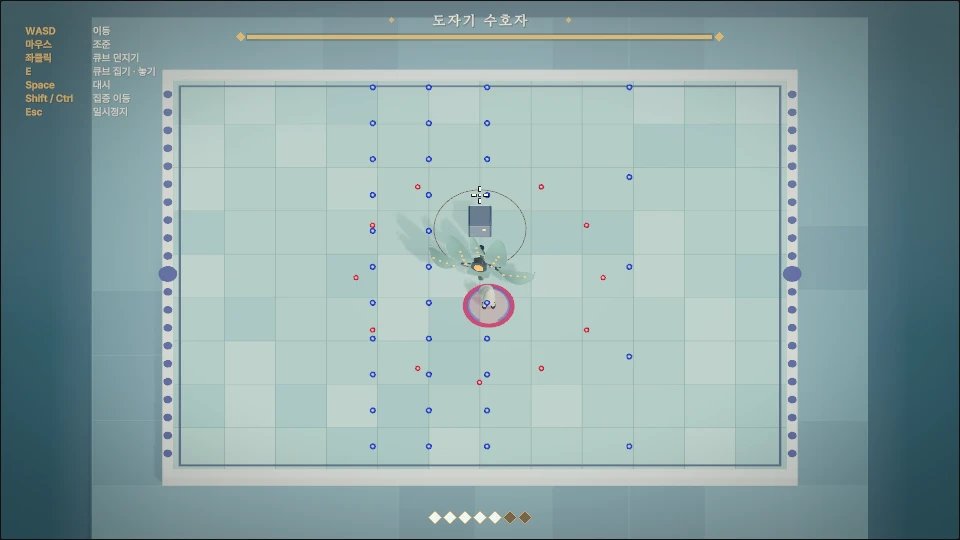 도자기 수호자
WASD 이동
마우스 조준
좌클릭 큐브 던지기
E 큐브 집기 · 놓기
Space 대시
Shift / Ctrl 집중 이동
Esc 일시정지